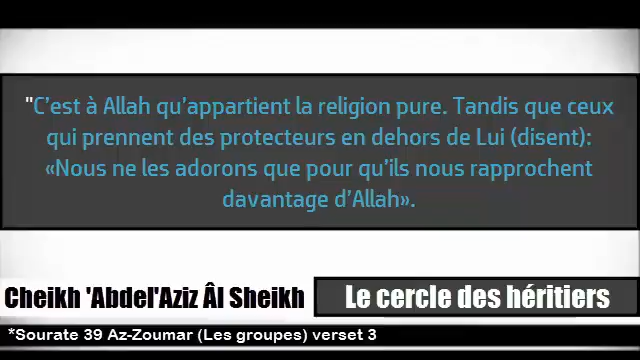 "C'est à Allah qu'appartient la religion pure. Tandis que ceux
qui prennent des protecteurs en dehors de Lui (disent):
«Nous ne les adorons que pour qu'ils nous rapprochent
davantage d'Allah».
Cheikh 'Abdel'Aziz Âl Sheikh
Le cercle des héritiers
*Sourate 39 Az-Zoumar (Les groupes) verset 3